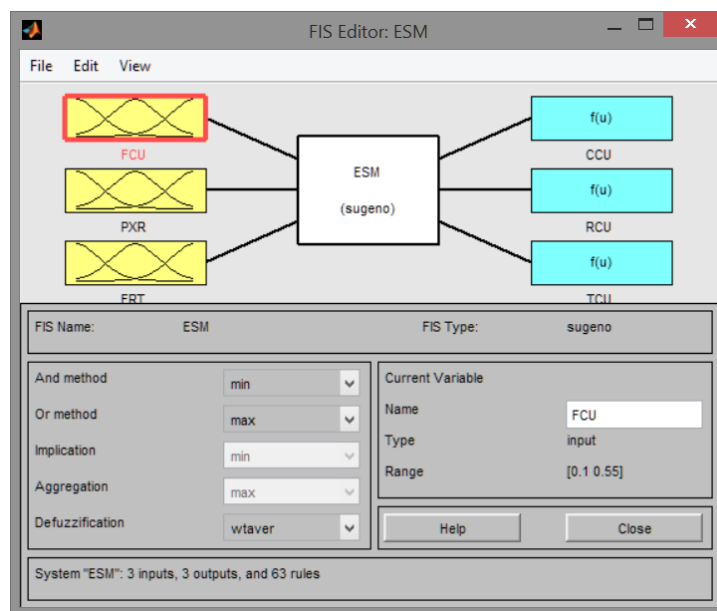 FIS Editor: ESM
File Edit View
FCU
PXR
ERT
ESM
(sugeno)
f(u)
CCU
f(u)
RCU
f(u)
TCU
FIS Name: ESM FIS Type: sugeno
And method min
Or method max
Implication min
Aggregation max
Defuzzification wtaver
Current Variable
Name FCU
Type input
Range [0.1 0.55]
Help Close
System "ESM": 3 inputs, 3 outputs, and 63 rules